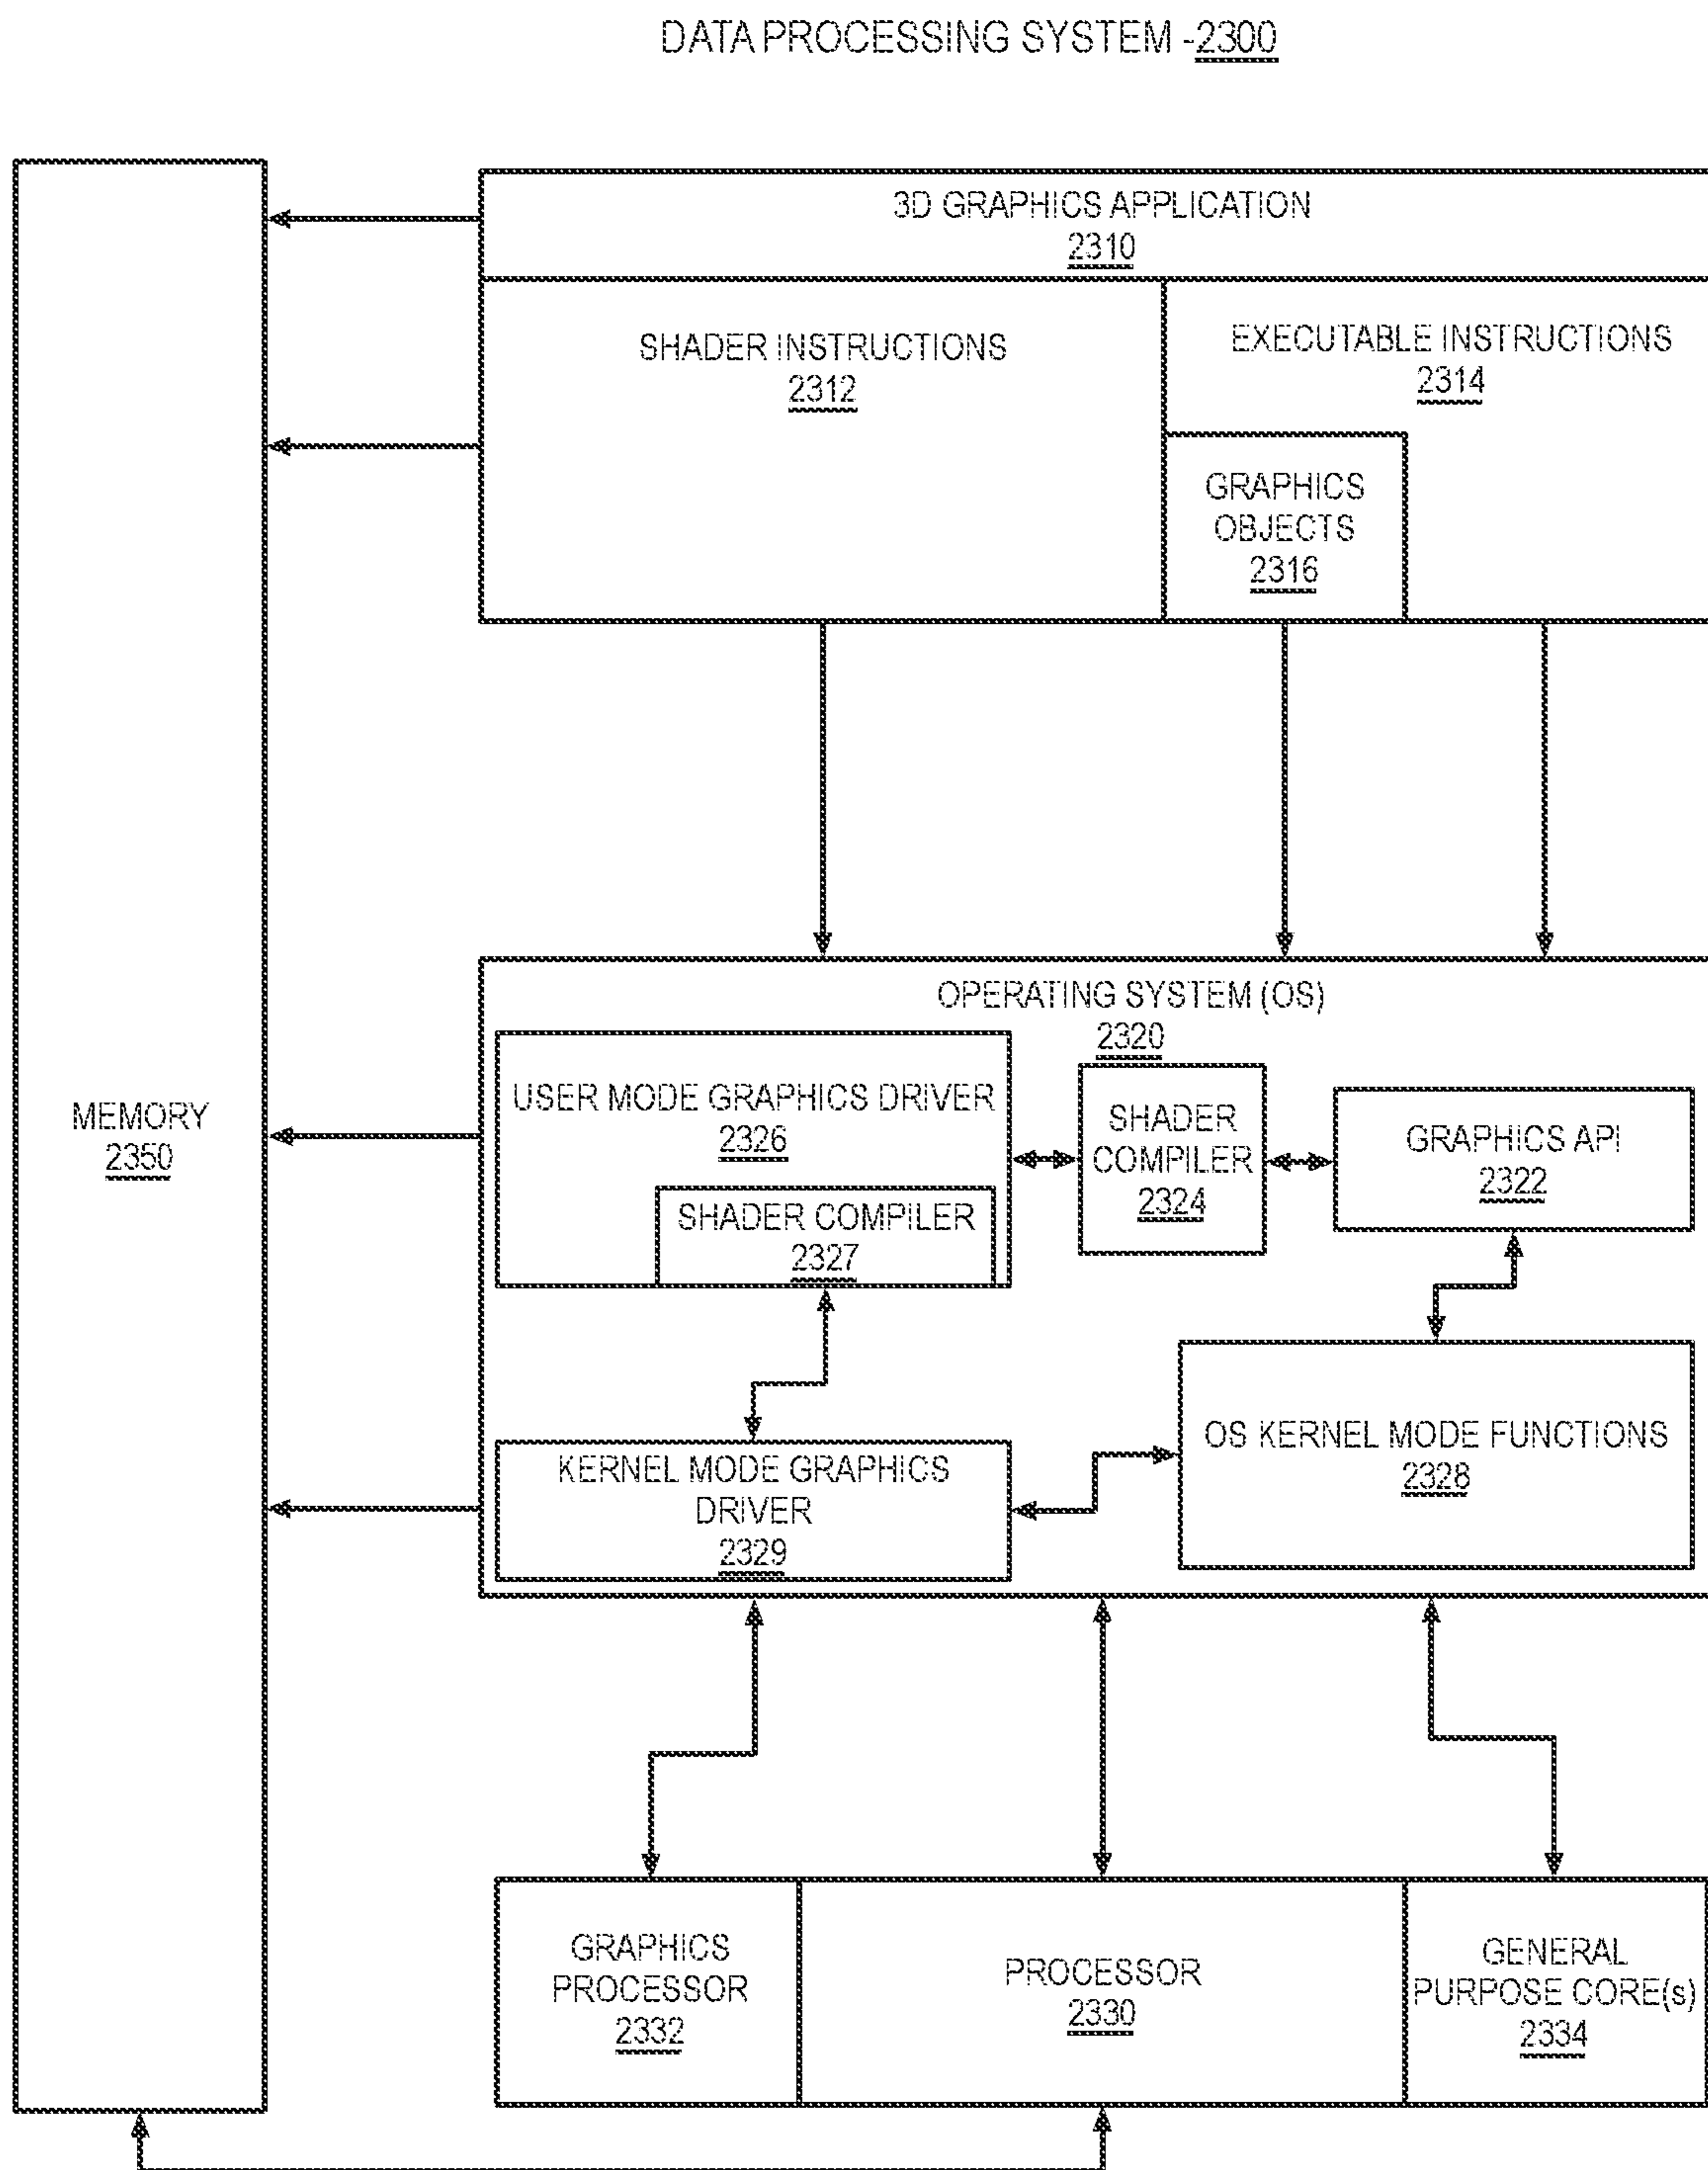 DATA PROCESSING SYSTEM -2300
3D GRAPHICS APPLICATION
2310
SHADER INSTRUCTIONS
2312
EXECUTABLE INSTRUCTIONS
2314
GRAPHICS
OBJECTS
2316
MEMORY
2350
OPERATING SYSTEM (OS)
2320
USER MODE GRAPHICS DRIVER
2326
SHADER COMPILER
2327
SHADER
COMPILER
2324
GRAPHICS API
2322
KERNEL MODE GRAPHICS
DRIVER
2329
OS KERNEL MODE FUNCTIONS
2328
GRAPHICS
PROCESSOR
2332
PROCESSOR
2330
GENERAL
PURPOSE CORE(s)
2334